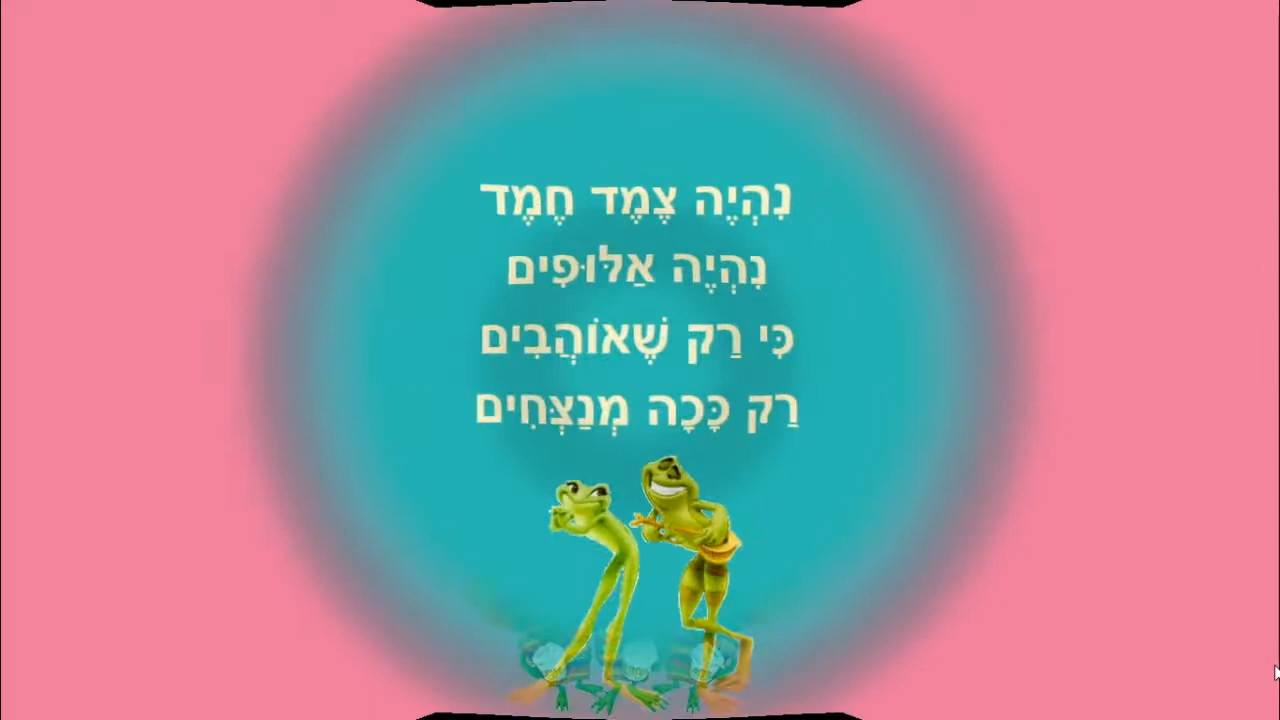 נִהְיֶה צֶמֶד חֶמֶד
נִהְיֶה אַלּוּפִים
כִּי רַק שֶׁאוֹהֲבִים
רַק כָּכָה מְנַצְּחִים